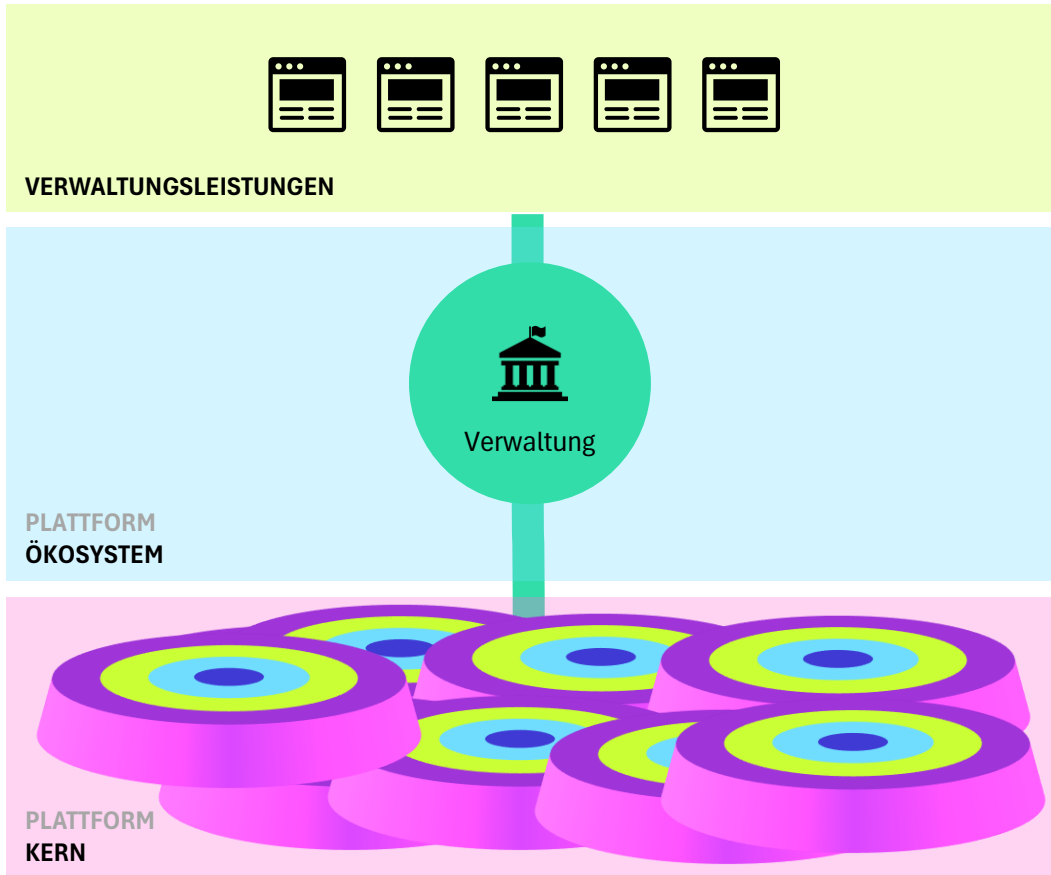 VERWALTUNGSLEISTUNGEN
Verwaltung
PLATTFORM
ÖKOSYSTEM
PLATTFORM
KERN